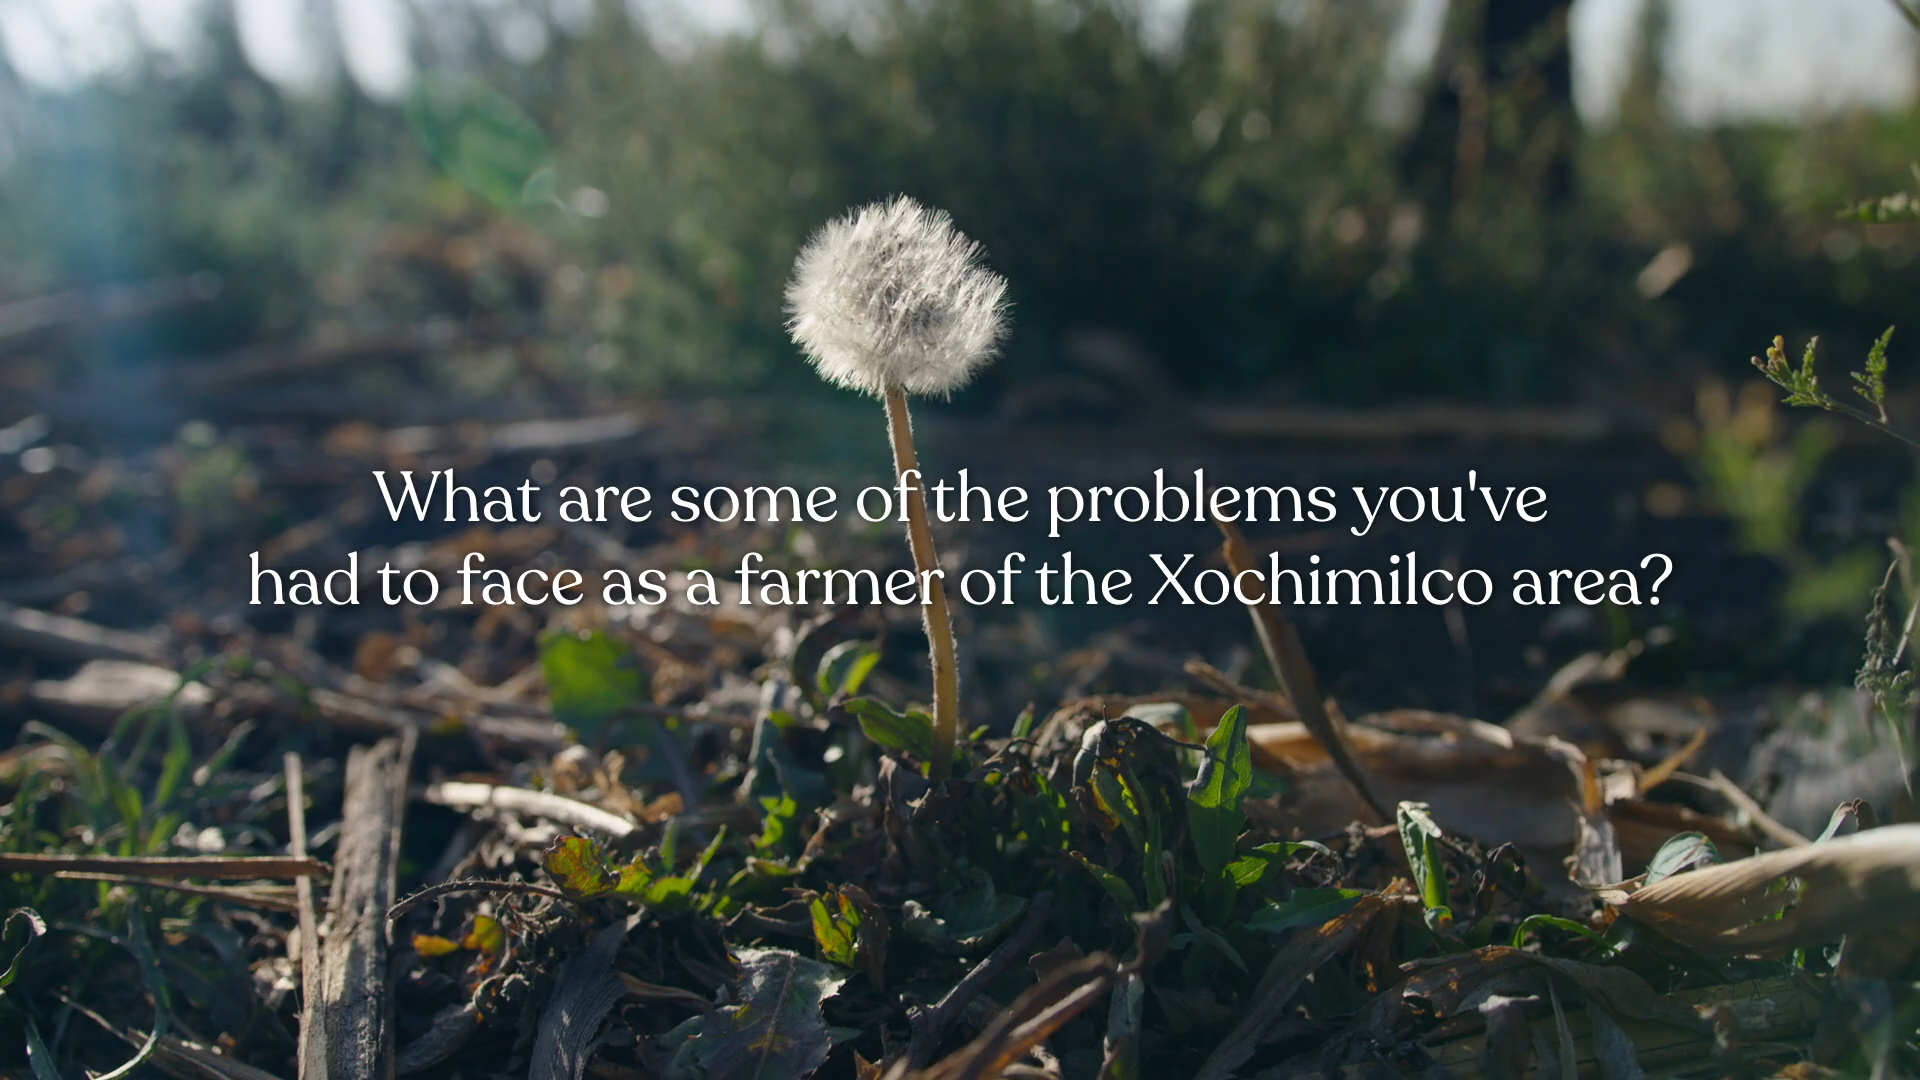 What are some of the problems you've
had to face as a farmer of the Xochimilco area?